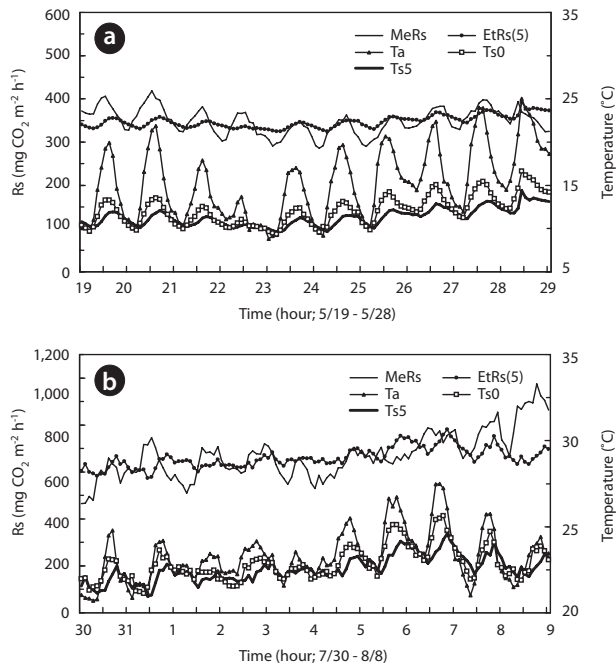 a
MeRs
EtRs(5)
Ta
Ts0
Ts5
Rs (mg CO2 m-2 h-1)
600
500
400
350
300
200
150
100
0
35
25
15
5
Temperature (˚C)
19 20 21 22 23 24 25 26 27 28 29
Time (hour; 5/19 - 5/28)
b
MeRs
EtRs(5)
Ta
Ts0
Ts5
Rs (mg CO2 m-2 h-1)
1,200
1,000
800
600
400
200
0
35
30
25
20
Temperature (˚C)
30 31 1 2 3 4 5 6 7 8 9
Time (hour; 7/30 - 8/8)